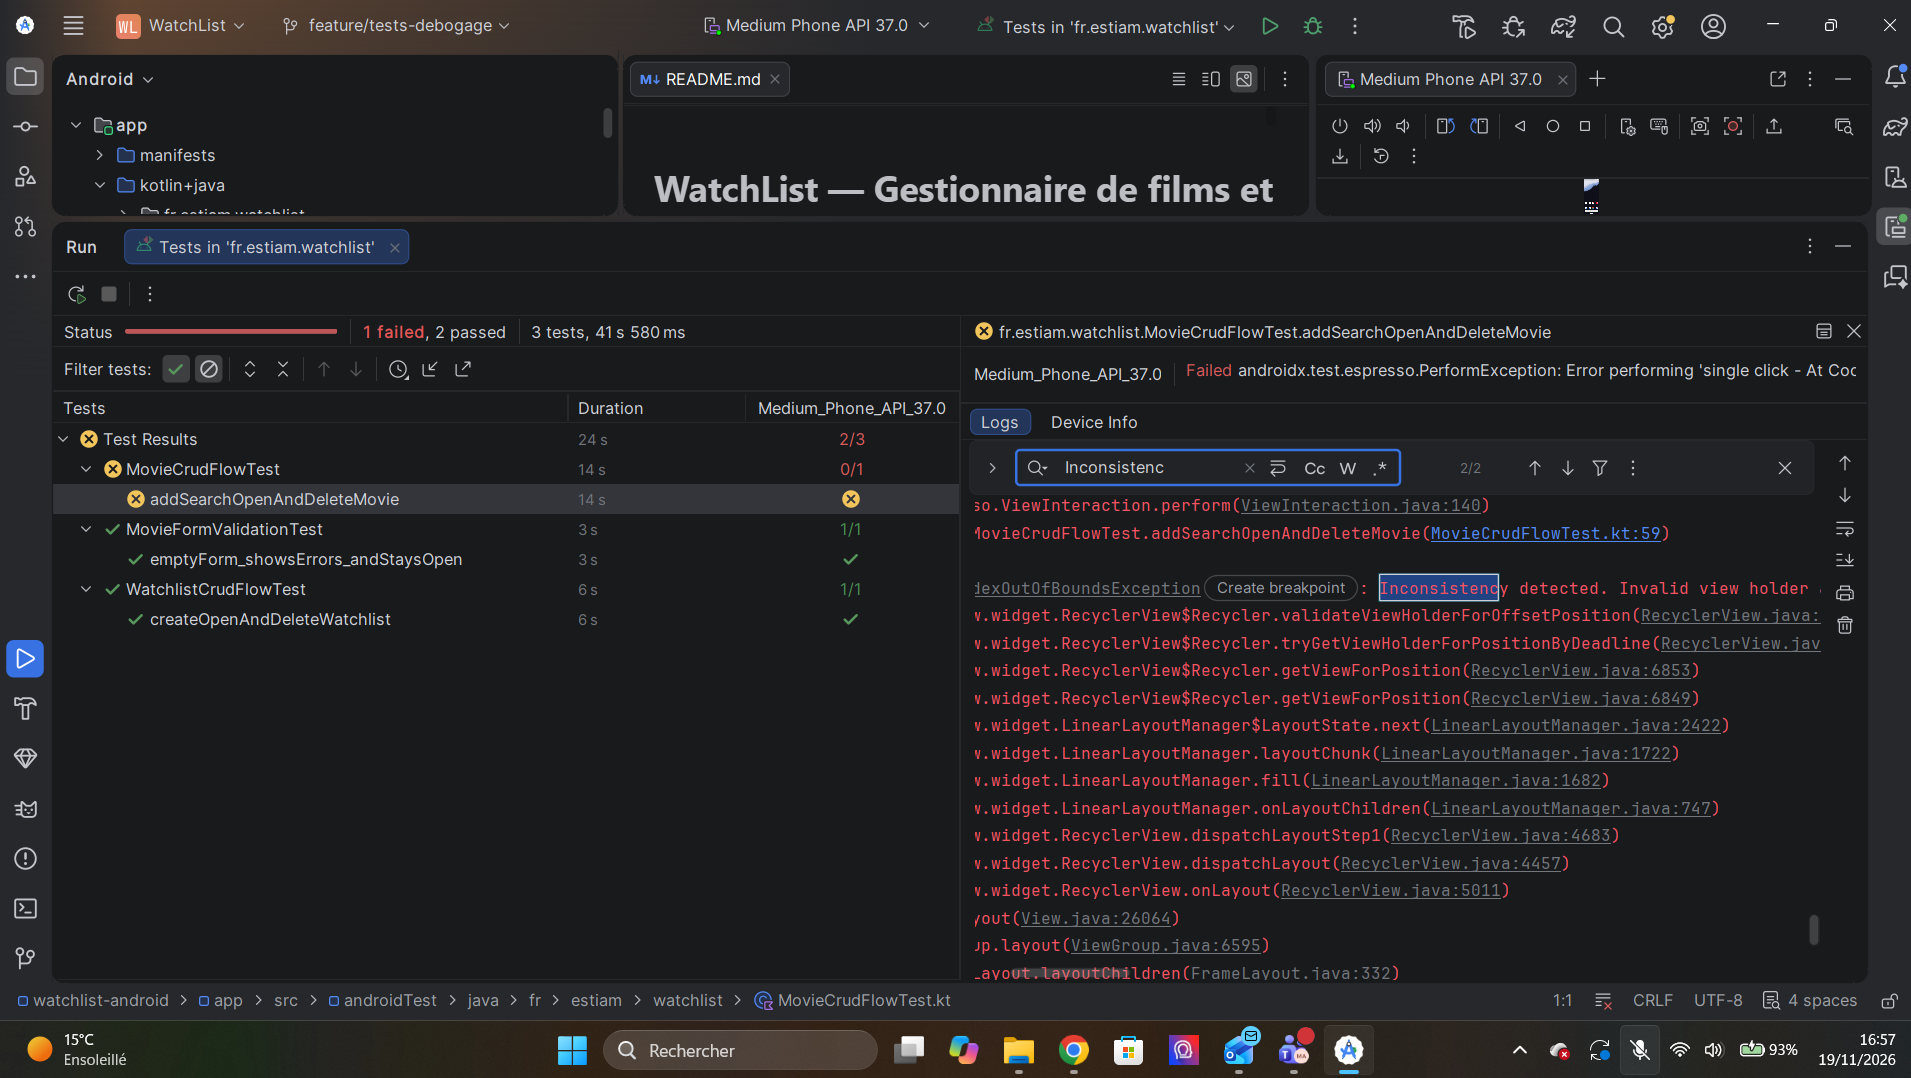 WL WatchList feature/tests-debogage Medium Phone API 37.0 Tests in 'fr.estiam.watchlist'
Android
app
manifests
kotlin+java
fr.estiam.watchlist
M↓ README.md
WatchList — Gestionnaire de films et
Medium Phone API 37.0
Run Tests in 'fr.estiam.watchlist'
Status 1 failed, 2 passed 3 tests, 41 s 580 ms
Filter tests:
Tests Duration Medium_Phone_API_37.0
Test Results 24 s 2/3
MovieCrudFlowTest 14 s 0/1
addSearchOpenAndDeleteMovie 14 s
MovieFormValidationTest 3 s 1/1
emptyForm_showsErrors_andStaysOpen 3 s
WatchlistCrudFlowTest 6 s 1/1
createOpenAndDeleteWatchlist 6 s
fr.estiam.watchlist.MovieCrudFlowTest.addSearchOpenAndDeleteMovie
Medium_Phone_API_37.0 Failed androidx.test.espresso.PerformException: Error performing 'single click - At Coo
Logs Device Info
Inconsistenc Cc W .* 2/2
so.ViewInteraction.perform(ViewInteraction.java:140)
MovieCrudFlowTest.addSearchOpenAndDeleteMovie(MovieCrudFlowTest.kt:59)
dexOutOfBoundsException Create breakpoint : Inconsistency detected. Invalid view holder
w.widget.RecyclerView$Recycler.validateViewHolderForOffsetPosition(RecyclerView.java:
w.widget.RecyclerView$Recycler.tryGetViewHolderForPositionByDeadline(RecyclerView.jav
w.widget.RecyclerView$Recycler.getViewForPosition(RecyclerView.java:6853)
w.widget.RecyclerView$Recycler.getViewForPosition(RecyclerView.java:6849)
w.widget.LinearLayoutManager$LayoutState.next(LinearLayoutManager.java:2422)
w.widget.LinearLayoutManager.layoutChunk(LinearLayoutManager.java:1722)
w.widget.LinearLayoutManager.fill(LinearLayoutManager.java:1682)
w.widget.LinearLayoutManager.onLayoutChildren(LinearLayoutManager.java:747)
w.widget.RecyclerView.dispatchLayoutStep1(RecyclerView.java:4683)
w.widget.RecyclerView.dispatchLayout(RecyclerView.java:4457)
w.widget.RecyclerView.onLayout(RecyclerView.java:5011)
yout(View.java:26064)
up.layout(ViewGroup.java:6595)
Layout.layoutChildren(FrameLayout.java:332)
watchlist-android > app > src > androidTest > java > fr > estiam > watchlist > MovieCrudFlowTest.kt 1:1 CRLF UTF-8 4 spaces
15°C
Ensoleillé
Rechercher
93%
16:57
19/11/2026